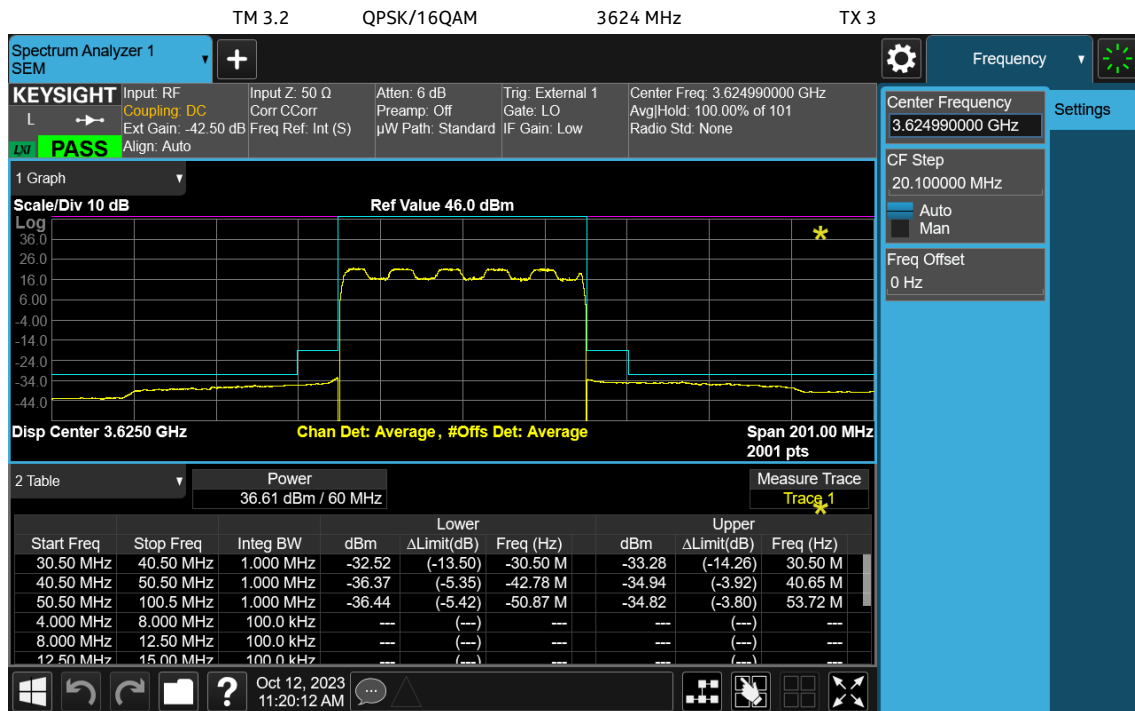 TM 3.2 QPSK/16QAM 3624 MHz TX 3
Spectrum Analyzer 1
SEM
+
Frequency
KEYSIGHT
L
LXI PASS
Input: RF
Coupling: DC
Ext Gain: -42.50 dB
Align: Auto
Input Z: 50 Ω
Corr CCorr
Freq Ref: Int (S)
Atten: 6 dB
Preamp: Off
µW Path: Standard
Trig: External 1
Gate: LO
IF Gain: Low
Center Freq: 3.624990000 GHz
Avg|Hold: 100.00% of 101
Radio Std: None
Center Frequency
3.624990000 GHz
Settings
CF Step
20.100000 MHz
Auto
Man
Freq Offset
0 Hz
1 Graph
Scale/Div 10 dB Ref Value 46.0 dBm
Log
36.0
26.0
16.0
6.00
-4.00
-14.0
-24.0
-34.0
-44.0
Disp Center 3.6250 GHz Chan Det: Average, #Offs Det: Average Span 201.00 MHz
2001 pts
2 Table
Power
36.61 dBm / 60 MHz
Measure Trace
Trace 1
Lower Upper
Start Freq Stop Freq Integ BW dBm ΔLimit(dB) Freq (Hz) dBm ΔLimit(dB) Freq (Hz)
30.50 MHz 40.50 MHz 1.000 MHz -32.52 (-13.50) -30.50 M -33.28 (-14.26) 30.50 M
40.50 MHz 50.50 MHz 1.000 MHz -36.37 (-5.35) -42.78 M -34.94 (-3.92) 40.65 M
50.50 MHz 100.5 MHz 1.000 MHz -36.44 (-5.42) -50.87 M -34.82 (-3.80) 53.72 M
4.000 MHz 8.000 MHz 100.0 kHz --- (---) --- --- (---) ---
8.000 MHz 12.50 MHz 100.0 kHz --- (---) --- --- (---) ---
12.50 MHz 15.00 MHz 100.0 kHz --- (---) --- --- (---) ---
?
Oct 12, 2023
11:20:12 AM